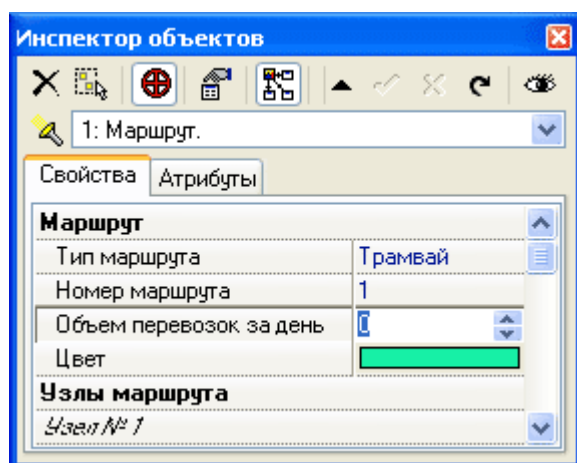 Инспектор объектов
1: Маршрут.
Свойства Атрибуты
Маршрут
Тип маршрута Трамвай
Номер маршрута 1
Объем перевозок за день 0
Цвет
Узлы маршрута
Узел № 1